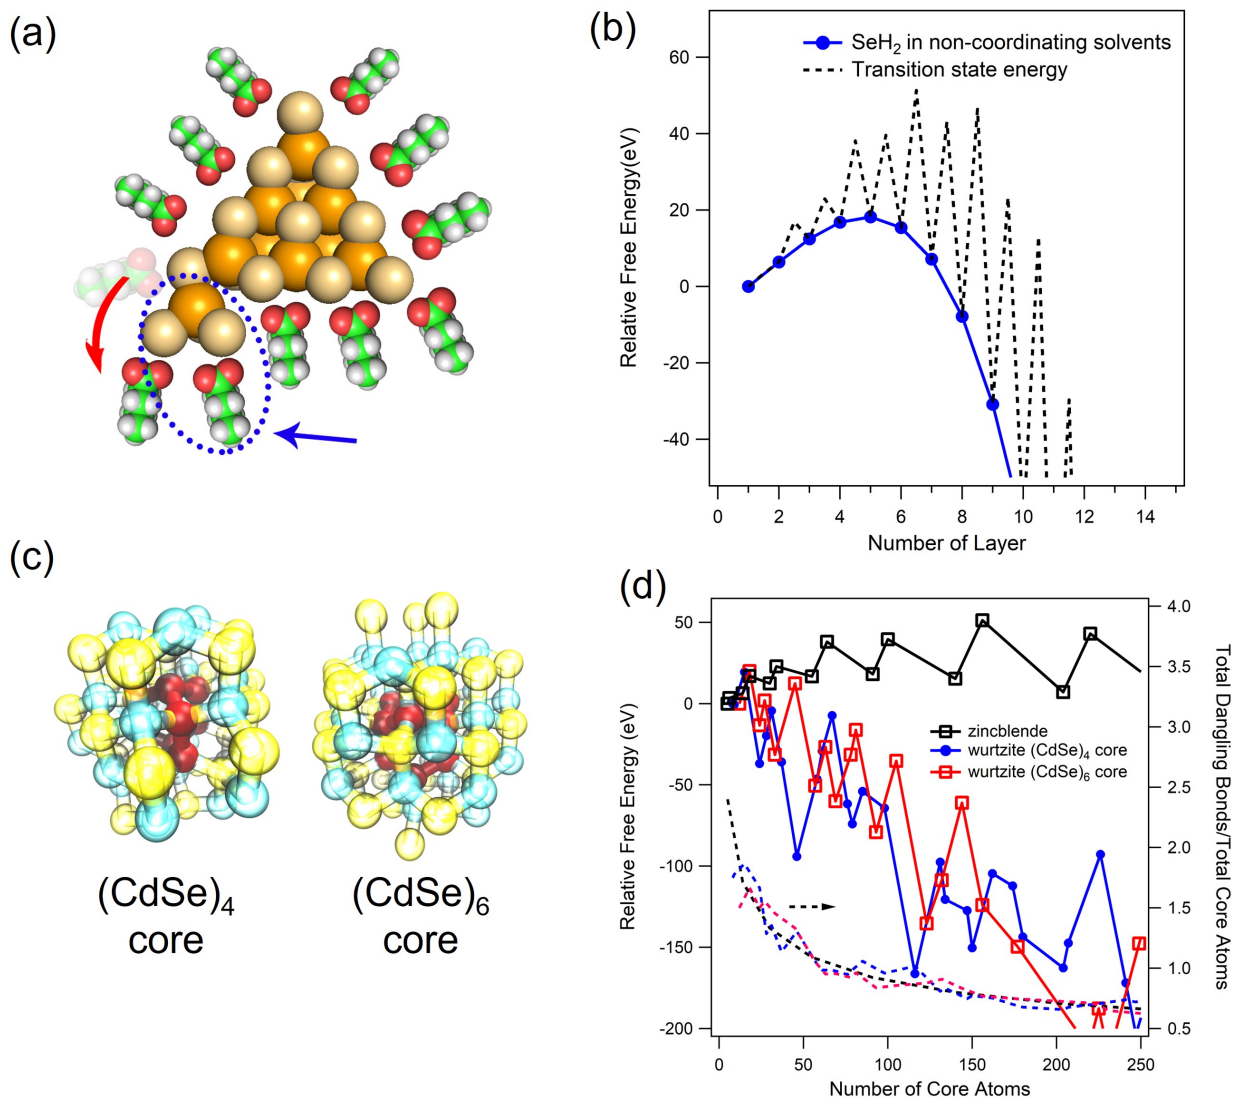 (a)
(b)
SeH2 in non-coordinating solvents
Transition state energy
Relative Free Energy(eV)
60
40
20
0
-20
-40
0 2 4 6 8 10 12 14
Number of Layer
(c)
(CdSe)4
core
(CdSe)6
core
(d)
Relative Free Energy (eV)
50
0
-50
-100
-150
-200
zincblende
wurtzite (CdSe)4 core
wurtzite (CdSe)6 core
4.0
3.5
3.0
2.5
2.0
1.5
1.0
0.5
Total Dangling Bonds/Total Core Atoms
0 50 100 150 200 250
Number of Core Atoms